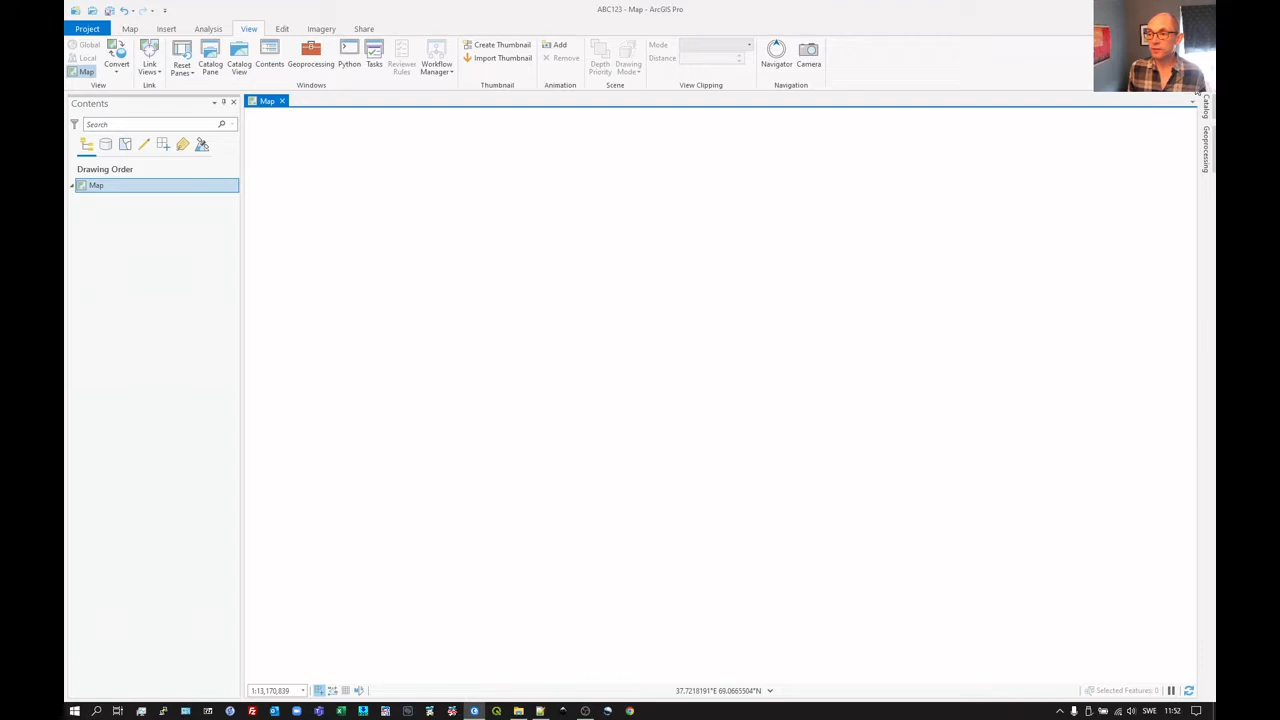 ABC123 - Map - ArcGIS Pro
Project Map Insert Analysis View Edit Imagery Share
Global
Local
Map
Convert
Link Views
Reset Panes
Catalog Pane
Catalog View
Contents
Geoprocessing
Python
Tasks
Reviewer Rules
Workflow Manager
Create Thumbnail
Import Thumbnail
Add
Remove
Depth Priority
Drawing Mode
Mode
Distance
Navigator
Camera
View Link Windows Thumbnail Animation Scene View Clipping Navigation
Contents
Map
Catalog
Geoprocessing
Search
Drawing Order
Map
1:13,170,839
37.7218191°E 69.0665504°N
Selected Features: 0
SWE 11:52